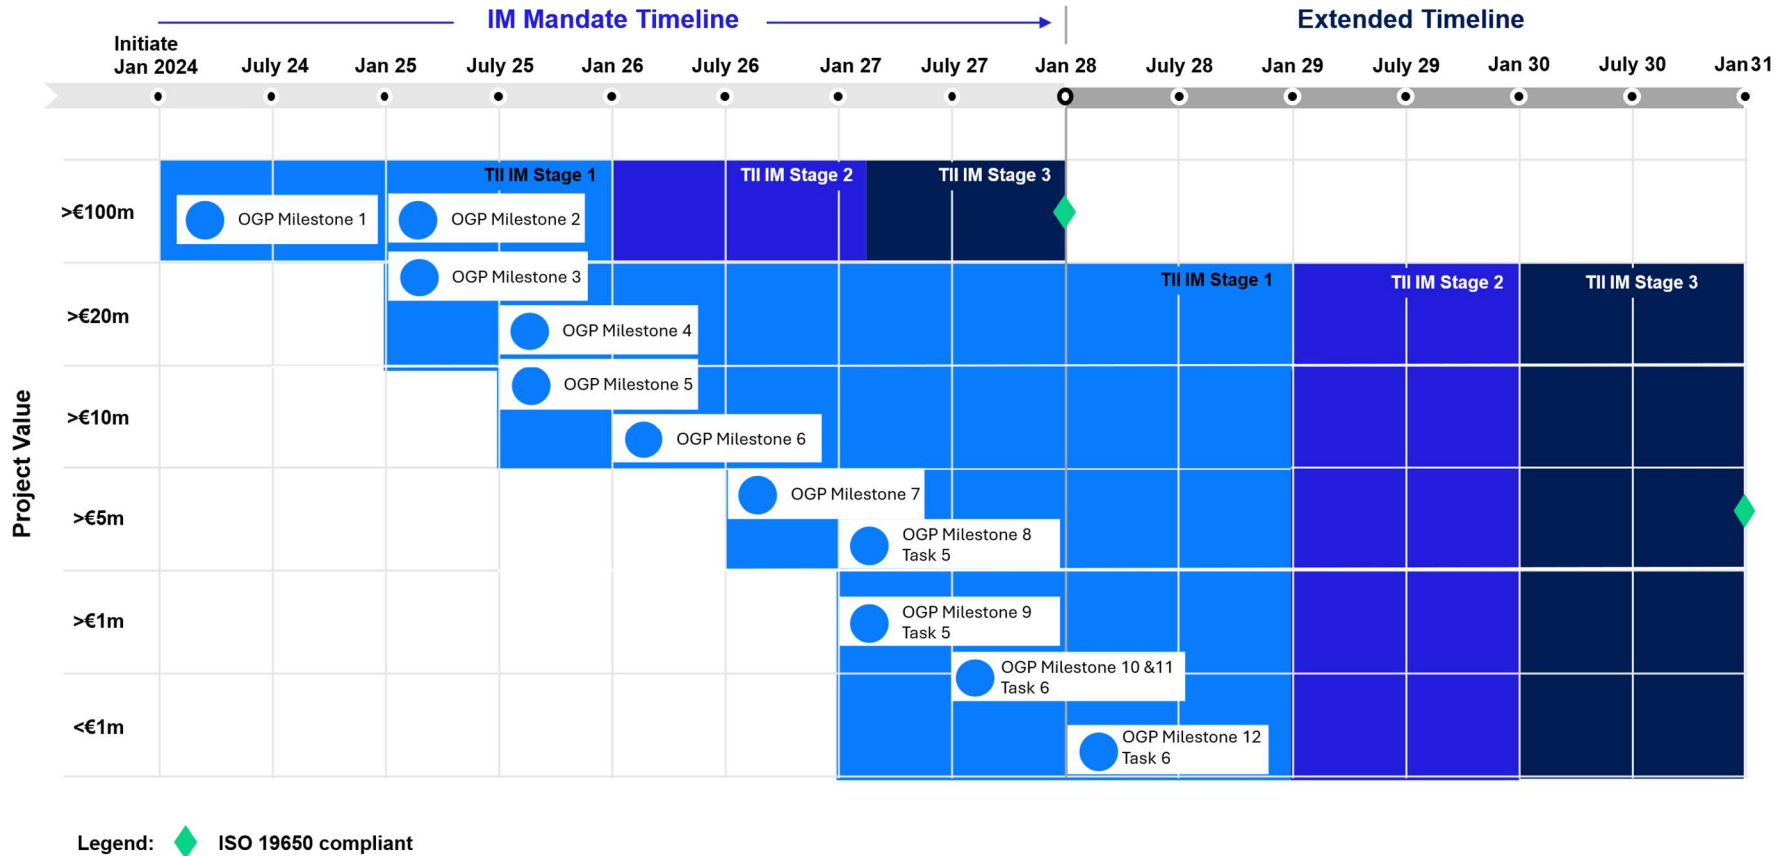 IM Mandate Timeline
Extended Timeline
Initiate
Jan 2024
July 24
Jan 25
July 25
Jan 26
July 26
Jan 27
July 27
Jan 28
July 28
Jan 29
July 29
Jan 30
July 30
Jan31
Project Value
>€100m
TII IM Stage 1
TII IM Stage 2
TII IM Stage 3
OGP Milestone 1
OGP Milestone 2
>€20m
OGP Milestone 3
TII IM Stage 1
TII IM Stage 2
TII IM Stage 3
OGP Milestone 4
>€10m
OGP Milestone 5
OGP Milestone 6
>€5m
OGP Milestone 7
OGP Milestone 8
Task 5
>€1m
OGP Milestone 9
Task 5
OGP Milestone 10 &11
Task 6
<€1m
OGP Milestone 12
Task 6
Legend:
ISO 19650 compliant